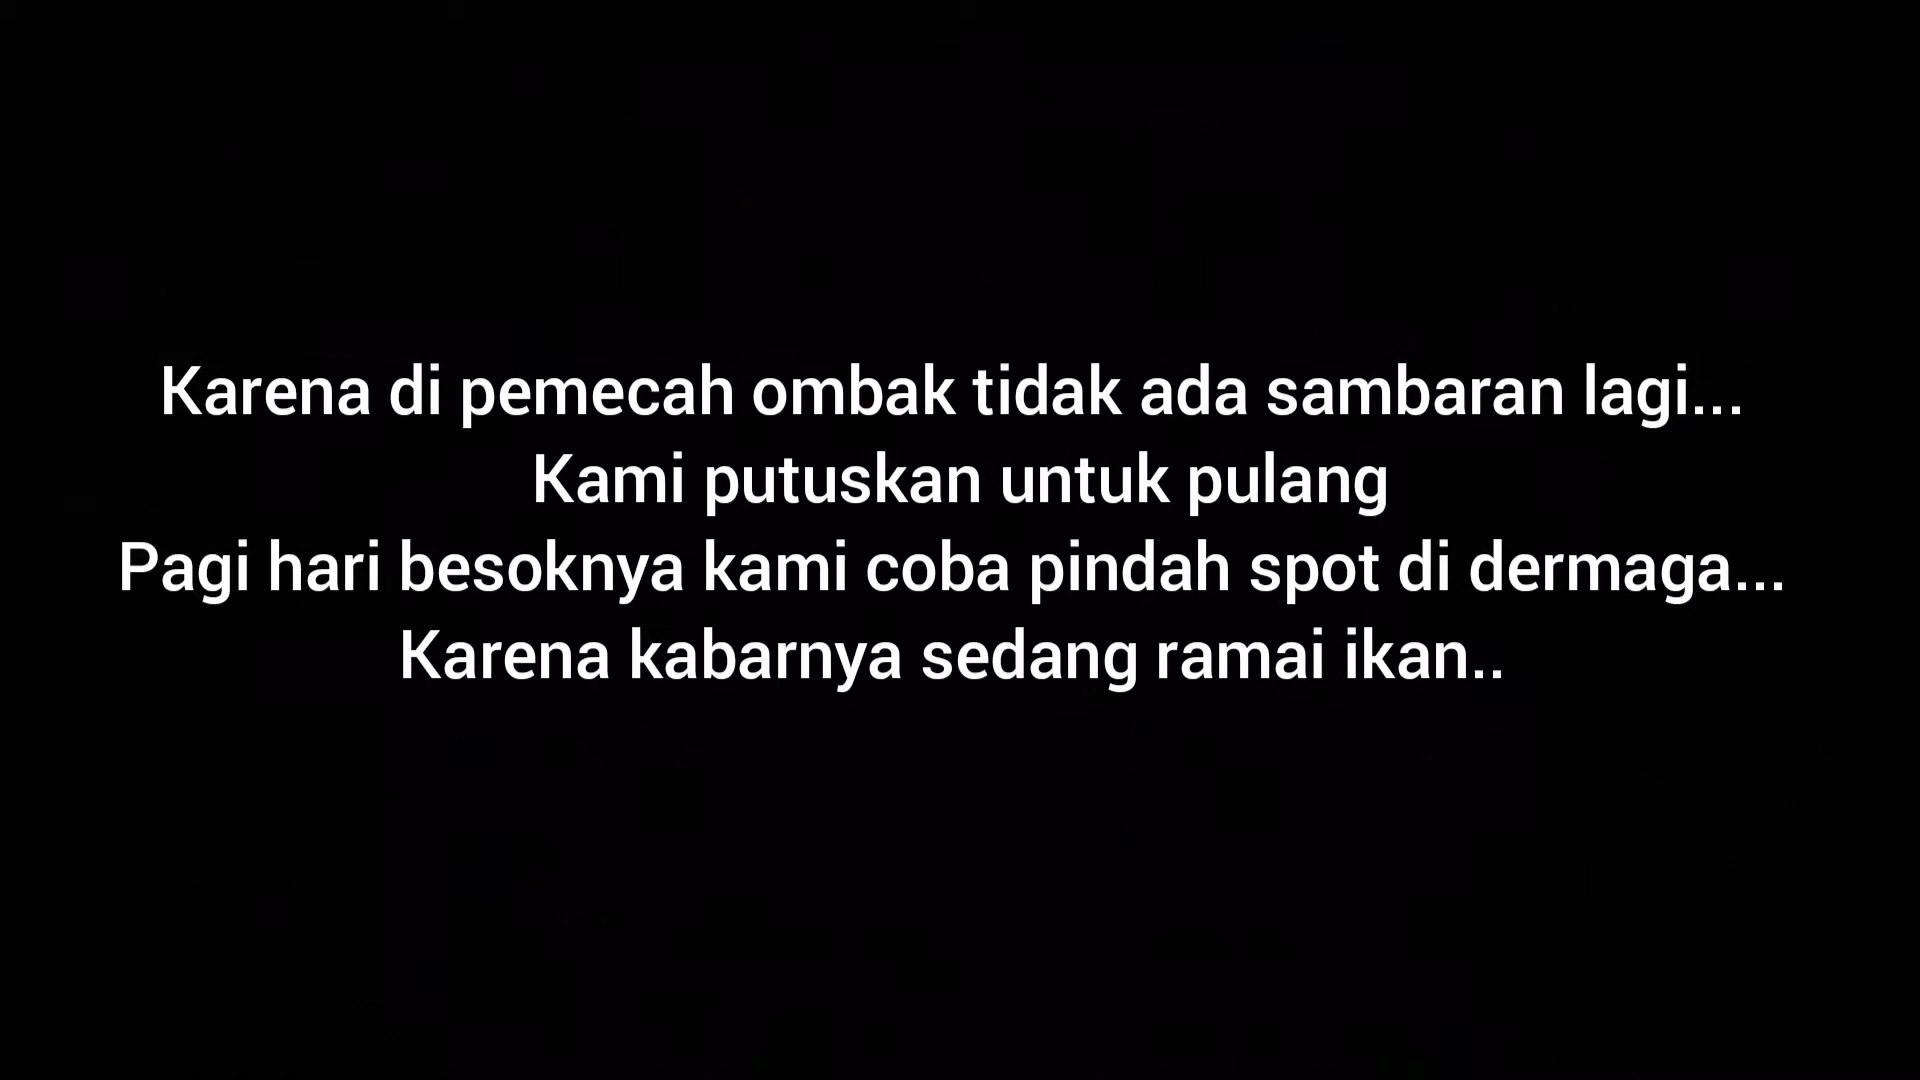 Karena di pemecah ombak tidak ada sambaran lagi...
Kami putuskan untuk pulang
Pagi hari besoknya kami coba pindah spot di dermaga...
Karena kabarnya sedang ramai ikan..